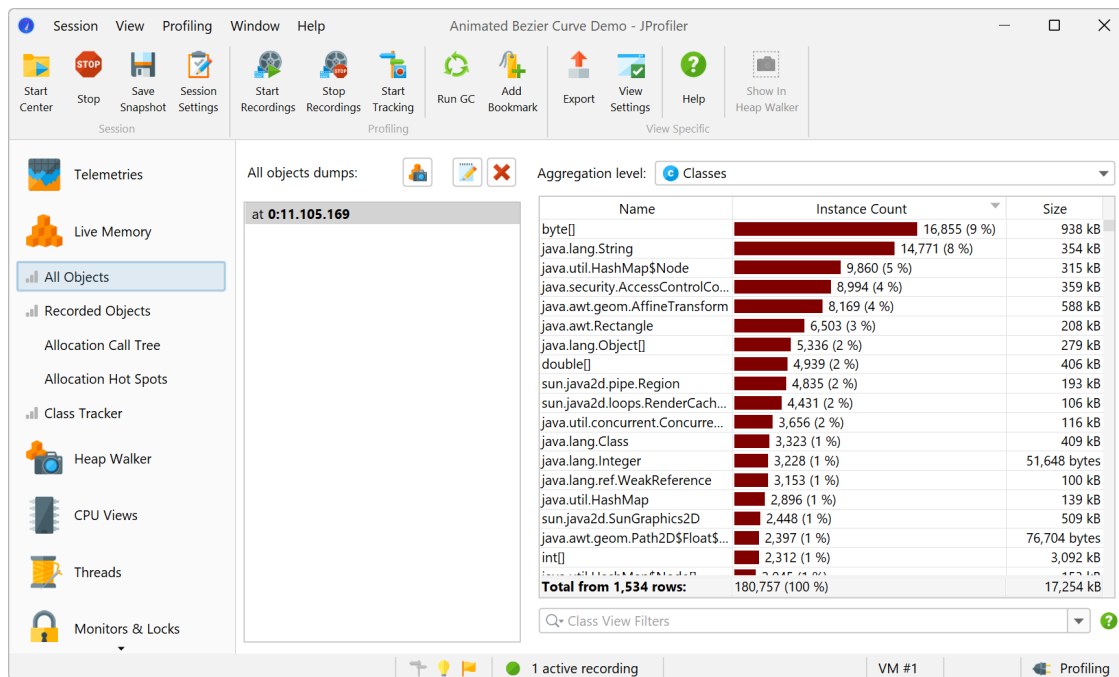 Session View Profiling Window Help Animated Bezier Curve Demo - JProfiler
Start Center
STOP
Stop
Save Snapshot
Session Settings
Start Recordings
STOP
Stop Recordings
Start Tracking
Run GC
Add Bookmark
Export
View Settings
?
Help
Show In Heap Walker
Session
Profiling
View Specific
Telemetries
Live Memory
All Objects
Recorded Objects
Allocation Call Tree
Allocation Hot Spots
Class Tracker
Heap Walker
CPU Views
Threads
Monitors & Locks
All objects dumps:
at 0:11.105.169
Aggregation level: C Classes
Name Instance Count Size
byte[] 16,855 (9 %) 938 kB
java.lang.String 14,771 (8 %) 354 kB
java.util.HashMap$Node 9,860 (5 %) 315 kB
java.security.AccessControlCo... 8,994 (4 %) 359 kB
java.awt.geom.AffineTransform 8,169 (4 %) 588 kB
java.awt.Rectangle 6,503 (3 %) 208 kB
java.lang.Object[] 5,336 (2 %) 279 kB
double[] 4,939 (2 %) 406 kB
sun.java2d.pipe.Region 4,835 (2 %) 193 kB
sun.java2d.loops.RenderCach... 4,431 (2 %) 106 kB
java.util.concurrent.Concurre... 3,656 (2 %) 116 kB
java.lang.Class 3,323 (1 %) 409 kB
java.lang.Integer 3,228 (1 %) 51,648 bytes
java.lang.ref.WeakReference 3,153 (1 %) 100 kB
java.util.HashMap 2,896 (1 %) 139 kB
sun.java2d.SunGraphics2D 2,448 (1 %) 509 kB
java.awt.geom.Path2D$Float$... 2,397 (1 %) 76,704 bytes
int[] 2,312 (1 %) 3,092 kB
Total from 1,534 rows: 180,757 (100 %) 17,254 kB
Class View Filters
?
1 active recording
VM #1
Profiling